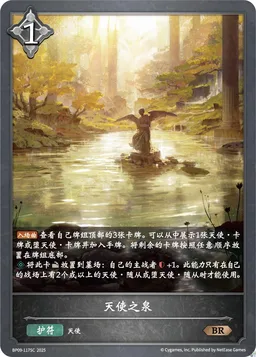 1
入场曲 查看自己牌组顶部的3张卡牌。可以从中展示1张天使·卡
牌或堕天使·卡牌并加入手牌。将剩余的卡牌按照任意顺序放
置在牌组底部。
将此卡由放置到墓场：自己的主战者 +1。此能力只有在自己
的战场上有2个或以上的天使·随从或堕天使·随从时才能使用。
天使之泉
护符 天使
BR
BP09-117SC 2025
© Cygames, Inc. Published by NetEase Games